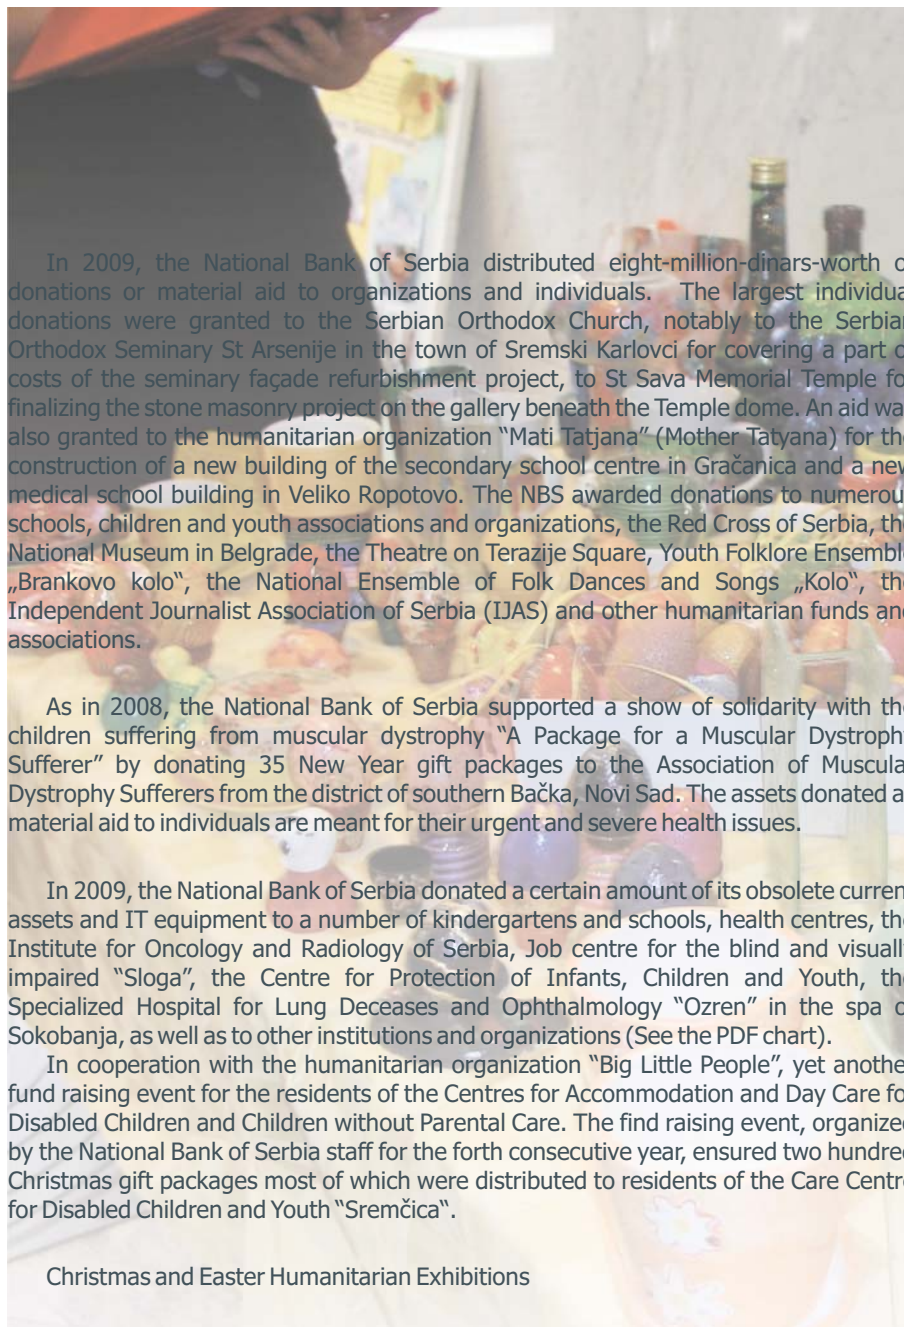 In 2009, the National Bank of Serbia distributed eight-million-dinars-worth o
donations or material aid to organizations and individuals. The largest individua
donations were granted to the Serbian Orthodox Church, notably to the Serbian
Orthodox Seminary St Arsenije in the town of Sremski Karlovci for covering a part o
costs of the seminary façade refurbishment project, to St Sava Memorial Temple fo
finalizing the stone masonry project on the gallery beneath the Temple dome. An aid wa
also granted to the humanitarian organization “Mati Tatjana” (Mother Tatyana) for the
construction of a new building of the secondary school centre in Gračanica and a new
medical school building in Veliko Ropotovo. The NBS awarded donations to numerou
schools, children and youth associations and organizations, the Red Cross of Serbia, the
National Museum in Belgrade, the Theatre on Terazije Square, Youth Folklore Ensembl
„Brankovo kolo“, the National Ensemble of Folk Dances and Songs „Kolo“, the
Independent Journalist Association of Serbia (IJAS) and other humanitarian funds and
associations.
As in 2008, the National Bank of Serbia supported a show of solidarity with the
children suffering from muscular dystrophy “A Package for a Muscular Dystroph
Sufferer” by donating 35 New Year gift packages to the Association of Muscula
Dystrophy Sufferers from the district of southern Bačka, Novi Sad. The assets donated a
material aid to individuals are meant for their urgent and severe health issues.
In 2009, the National Bank of Serbia donated a certain amount of its obsolete curren
assets and IT equipment to a number of kindergartens and schools, health centres, the
Institute for Oncology and Radiology of Serbia, Job centre for the blind and visuall
impaired “Sloga”, the Centre for Protection of Infants, Children and Youth, the
Specialized Hospital for Lung Deceases and Ophthalmology “Ozren” in the spa o
Sokobanja, as well as to other institutions and organizations (See the PDF chart).
In cooperation with the humanitarian organization “Big Little People”, yet anothe
fund raising event for the residents of the Centres for Accommodation and Day Care fo
Disabled Children and Children without Parental Care. The find raising event, organized
by the National Bank of Serbia staff for the forth consecutive year, ensured two hundred
Christmas gift packages most of which were distributed to residents of the Care Centre
for Disabled Children and Youth “Sremčica“.
Christmas and Easter Humanitarian Exhibitions